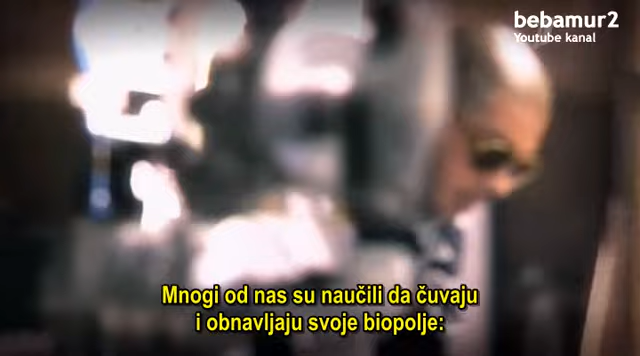 bebamur2
Youtube kanal
Mnogi od nas su naučili da čuvaju
i obnavljaju svoje biopolje: